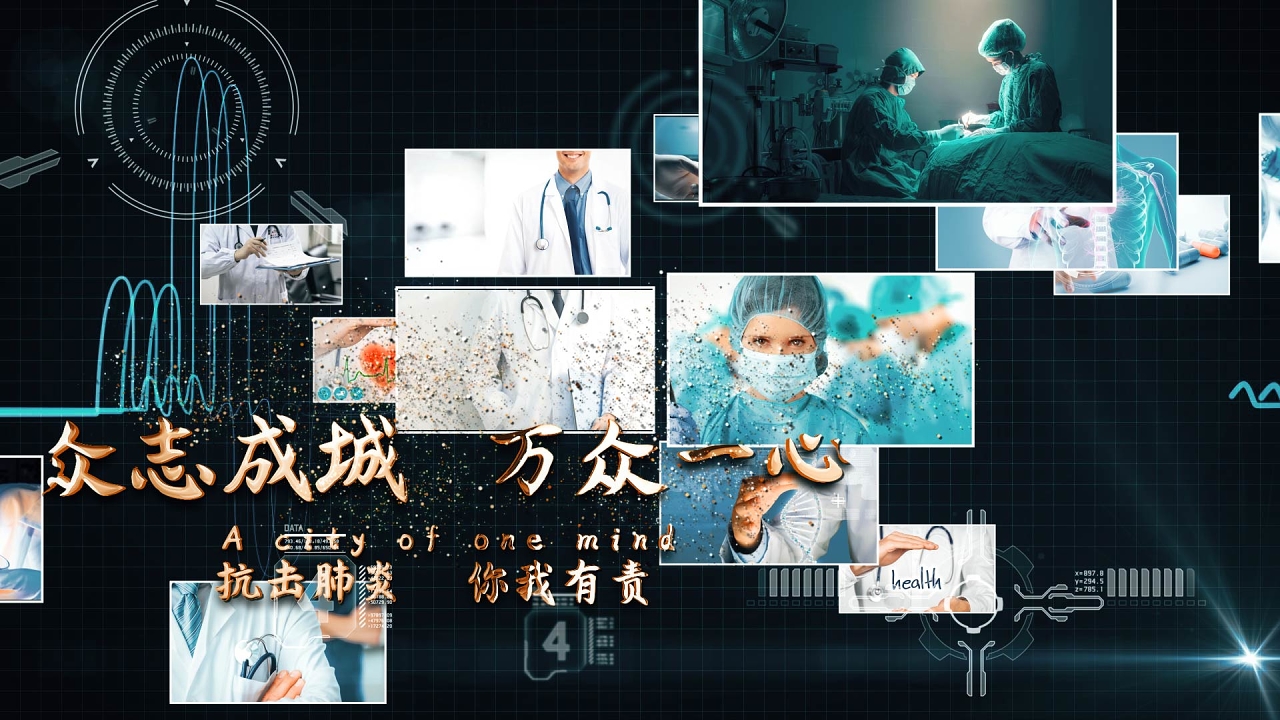 众志成城 万众一心
DATA
A city of one mind
抗击肺炎 你我有责
health
x=897.0
y=294.5
z=785.1
4